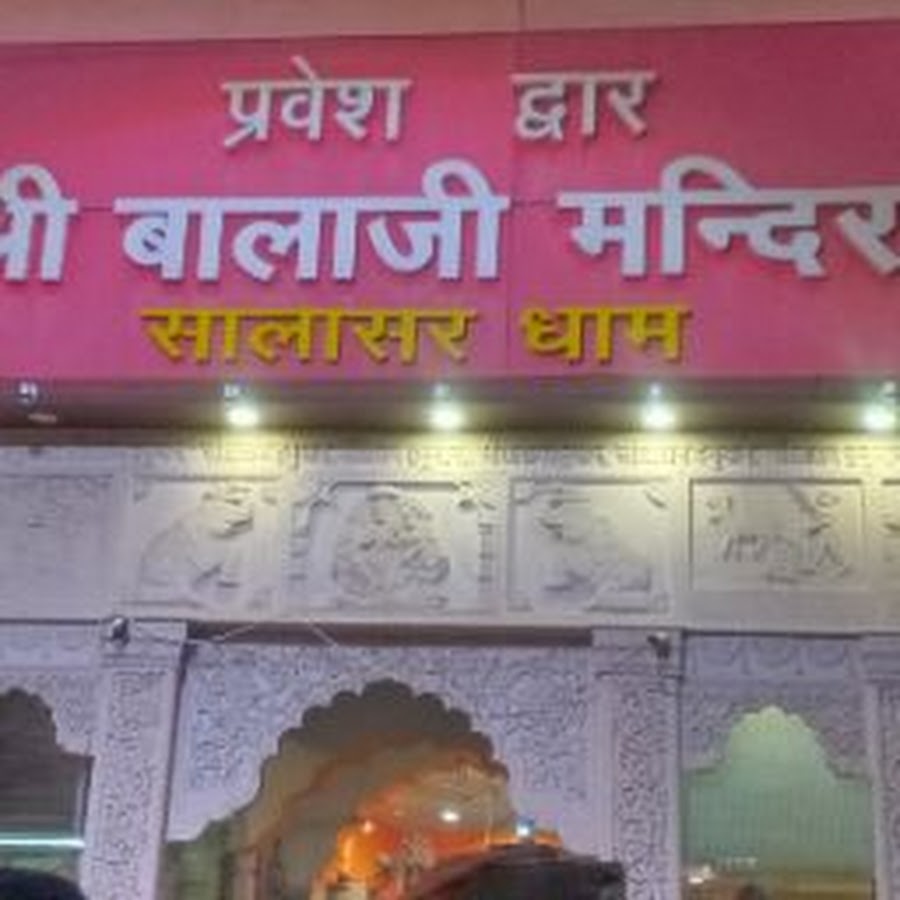 प्रवेश द्वार
श्री बालाजी मन्दिर
सालासर धाम